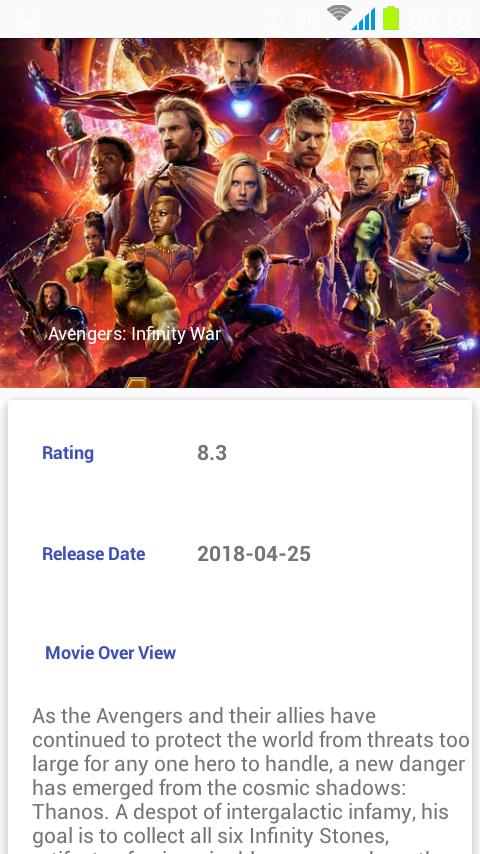 3G 00:10
Avengers: Infinity War
Rating 8.3
Release Date 2018-04-25
Movie Over View
As the Avengers and their allies have
continued to protect the world from threats too
large for any one hero to handle, a new danger
has emerged from the cosmic shadows:
Thanos. A despot of intergalactic infamy, his
goal is to collect all six Infinity Stones,